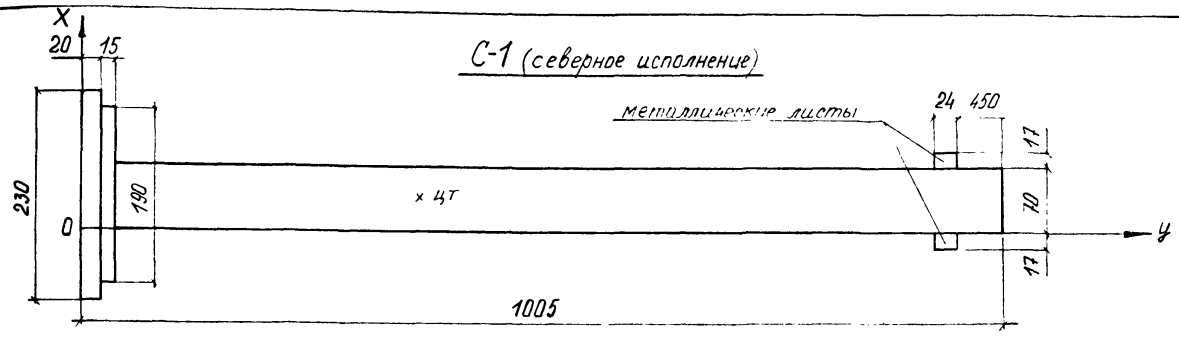 X
20 15
С-1 (северное исполнение)
металлические листы
24 450
17
230
190
х ЦТ
70
0
y
17
1005